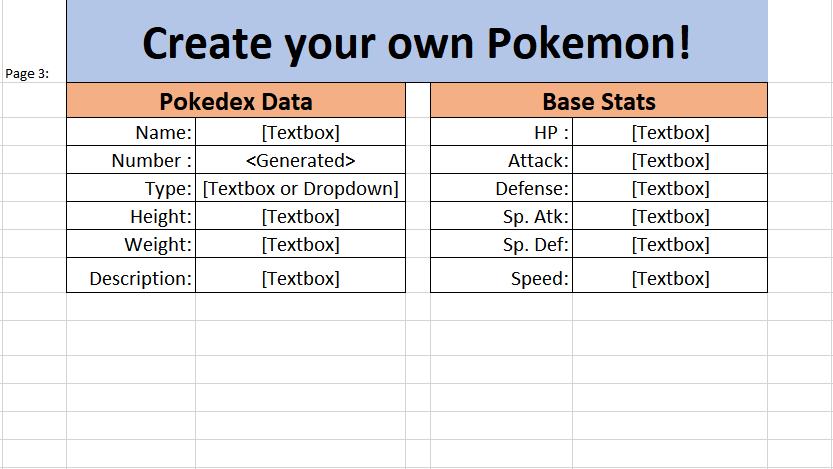 Create your own Pokemon!
Page 3:
Pokedex Data
Name: [Textbox]
Number : <Generated>
Type: [Textbox or Dropdown]
Height: [Textbox]
Weight: [Textbox]
Description: [Textbox]
Base Stats
HP : [Textbox]
Attack: [Textbox]
Defense: [Textbox]
Sp. Atk: [Textbox]
Sp. Def: [Textbox]
Speed: [Textbox]